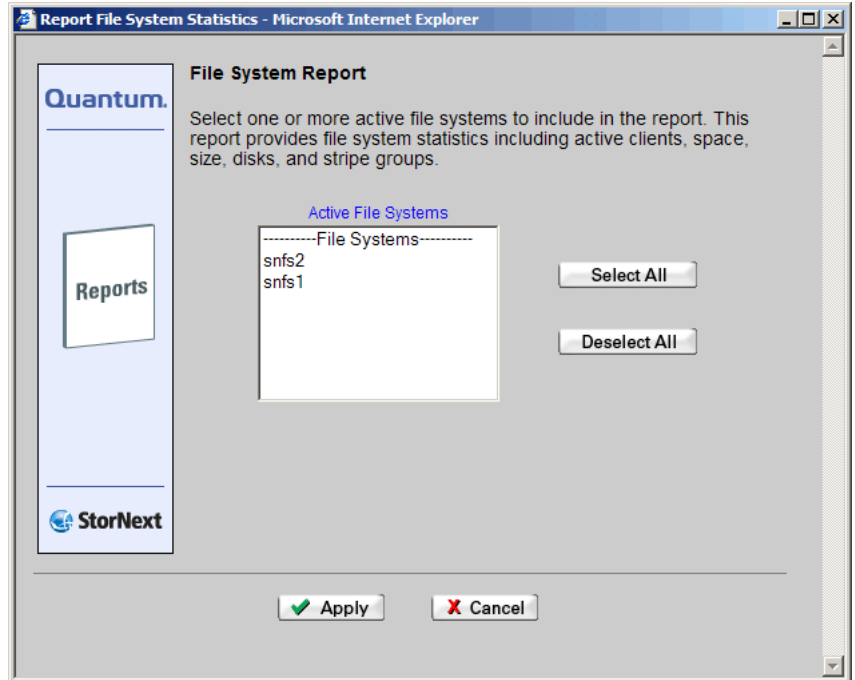 Report File System Statistics - Microsoft Internet Explorer
Quantum.
File System Report
Select one or more active file systems to include in the report. This
report provides file system statistics including active clients, space,
size, disks, and stripe groups.
Active File Systems
----------File Systems----------
snfs2
snfs1
Select All
Deselect All
Reports
StorNext
Apply
X Cancel